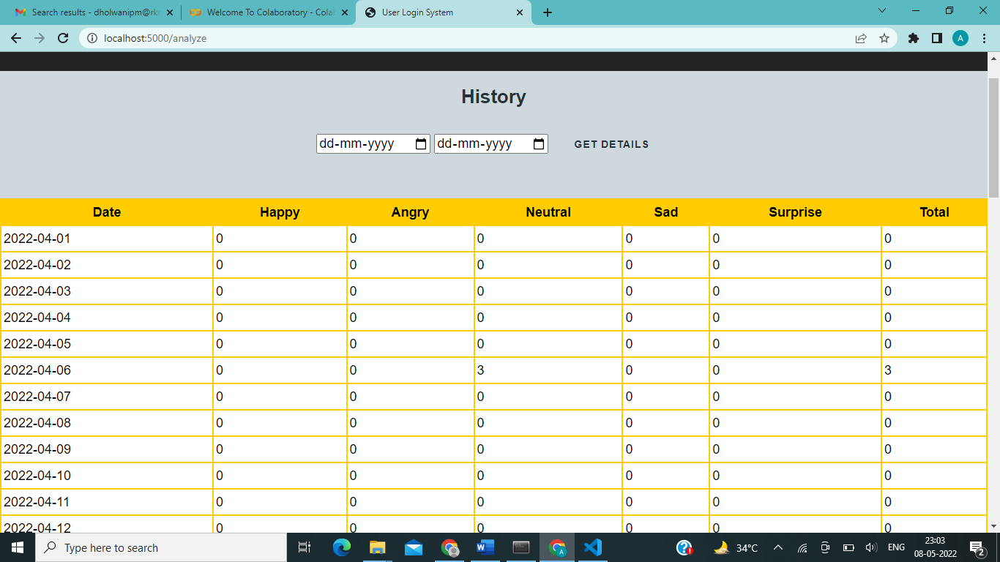 Search results - dholwanipm@rkn
Welcome To Colaboratory - Colab
User Login System
localhost:5000/analyze
A
History
dd-mm-yyyy dd-mm-yyyy GET DETAILS
Date Happy Angry Neutral Sad Surprise Total
2022-04-01 0 0 0 0 0 0
2022-04-02 0 0 0 0 0 0
2022-04-03 0 0 0 0 0 0
2022-04-04 0 0 0 0 0 0
2022-04-05 0 0 0 0 0 0
2022-04-06 0 0 3 0 0 3
2022-04-07 0 0 0 0 0 0
2022-04-08 0 0 0 0 0 0
2022-04-09 0 0 0 0 0 0
2022-04-10 0 0 0 0 0 0
2022-04-11 0 0 0 0 0 0
2022-04-12 0 0 0 0 0 0
Type here to search
34°C
ENG
23:03
08-05-2022
2